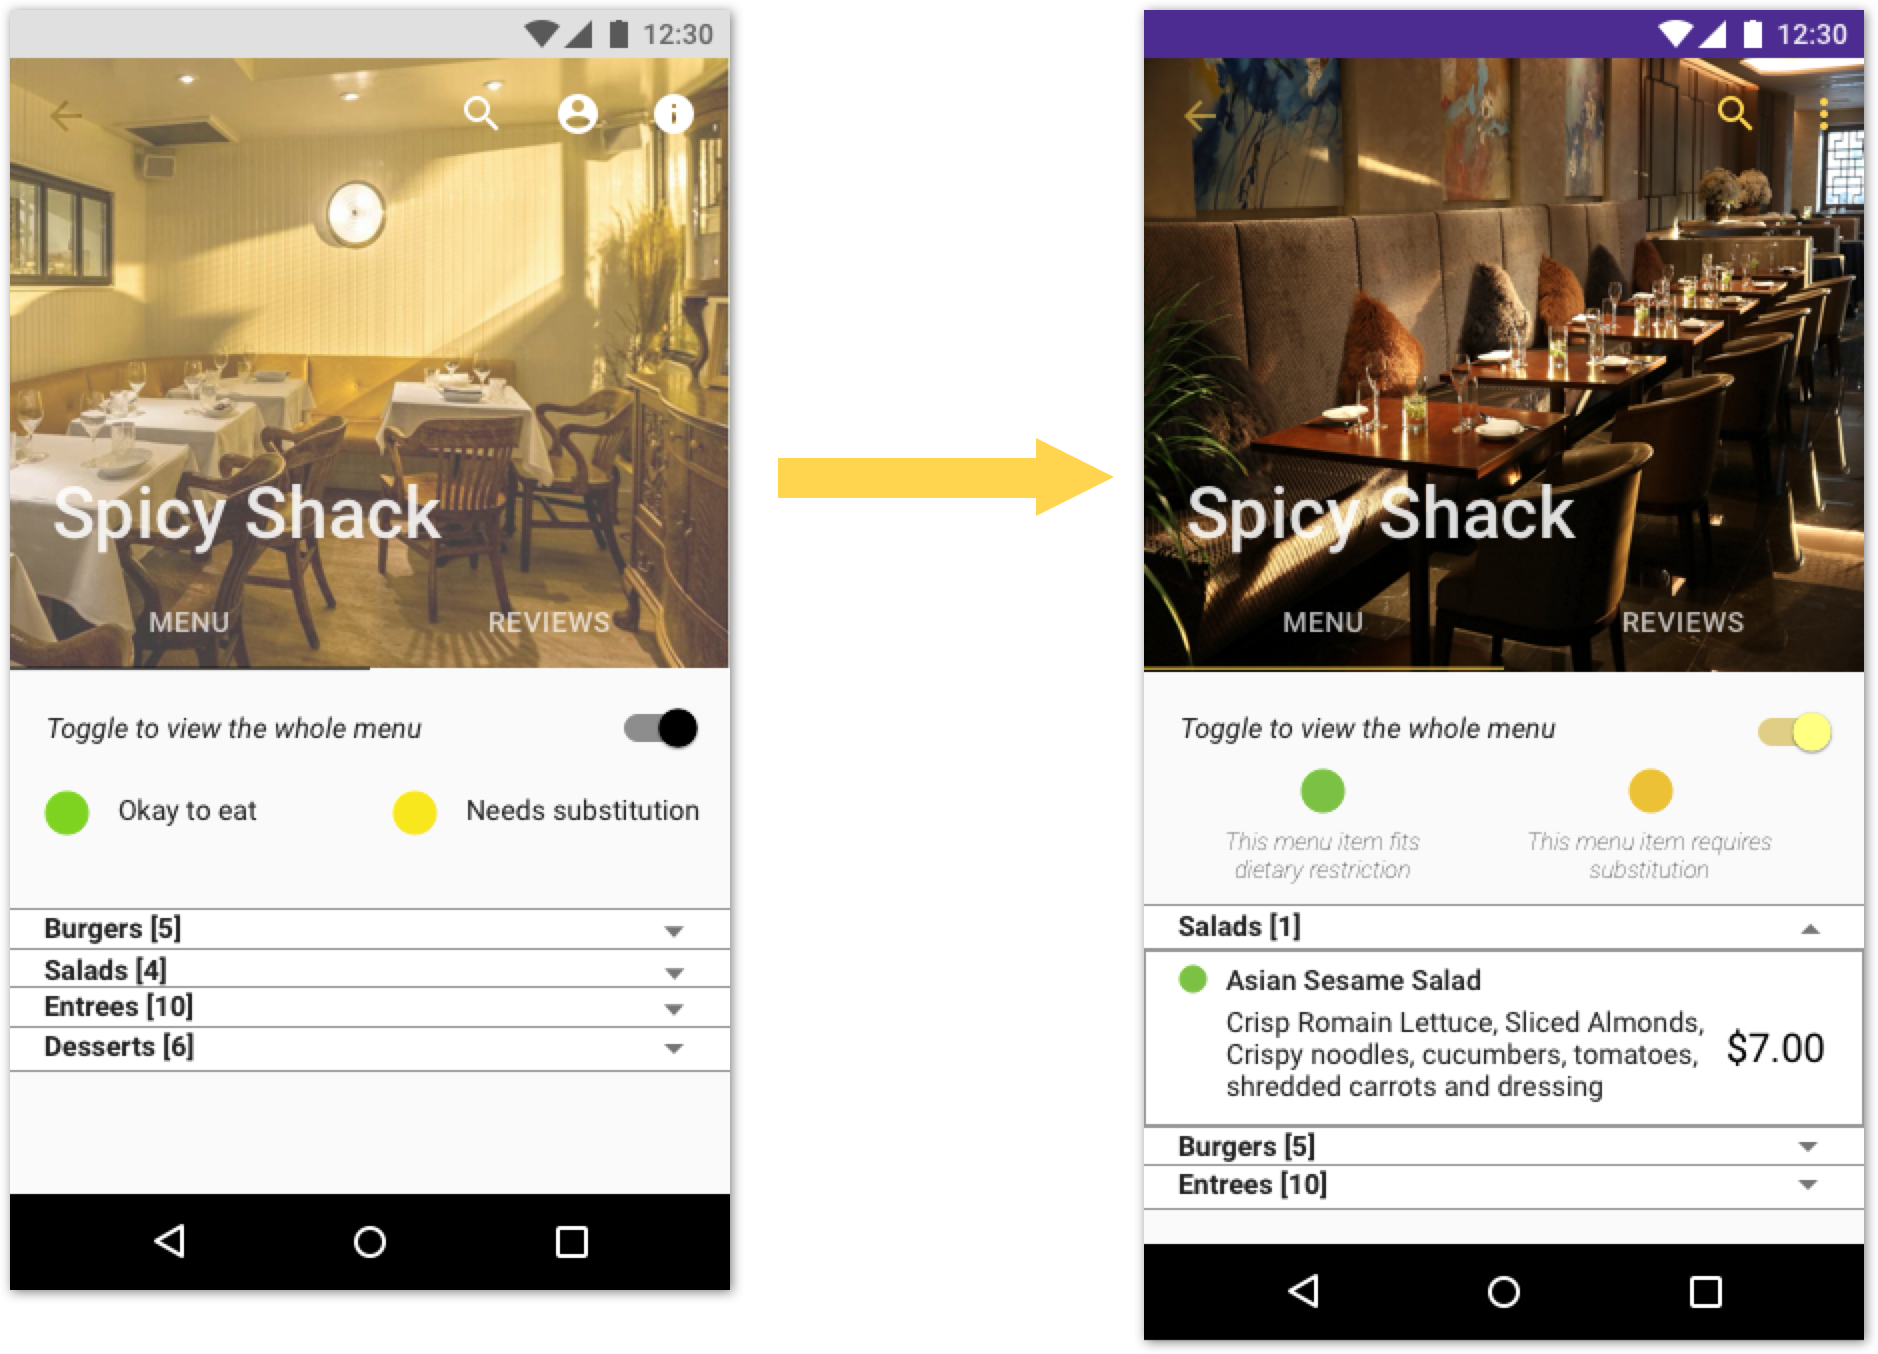 12:30
Spicy Shack
MENU REVIEWS
Toggle to view the whole menu
Okay to eat Needs substitution
Burgers [5]
Salads [4]
Entrees [10]
Desserts [6]
12:30
Spicy Shack
MENU REVIEWS
Toggle to view the whole menu
This menu item fits
dietary restriction
This menu item requires
substitution
Salads [1]
Asian Sesame Salad
Crisp Romain Lettuce, Sliced Almonds,
Crispy noodles, cucumbers, tomatoes,
shredded carrots and dressing
$7.00
Burgers [5]
Entrees [10]